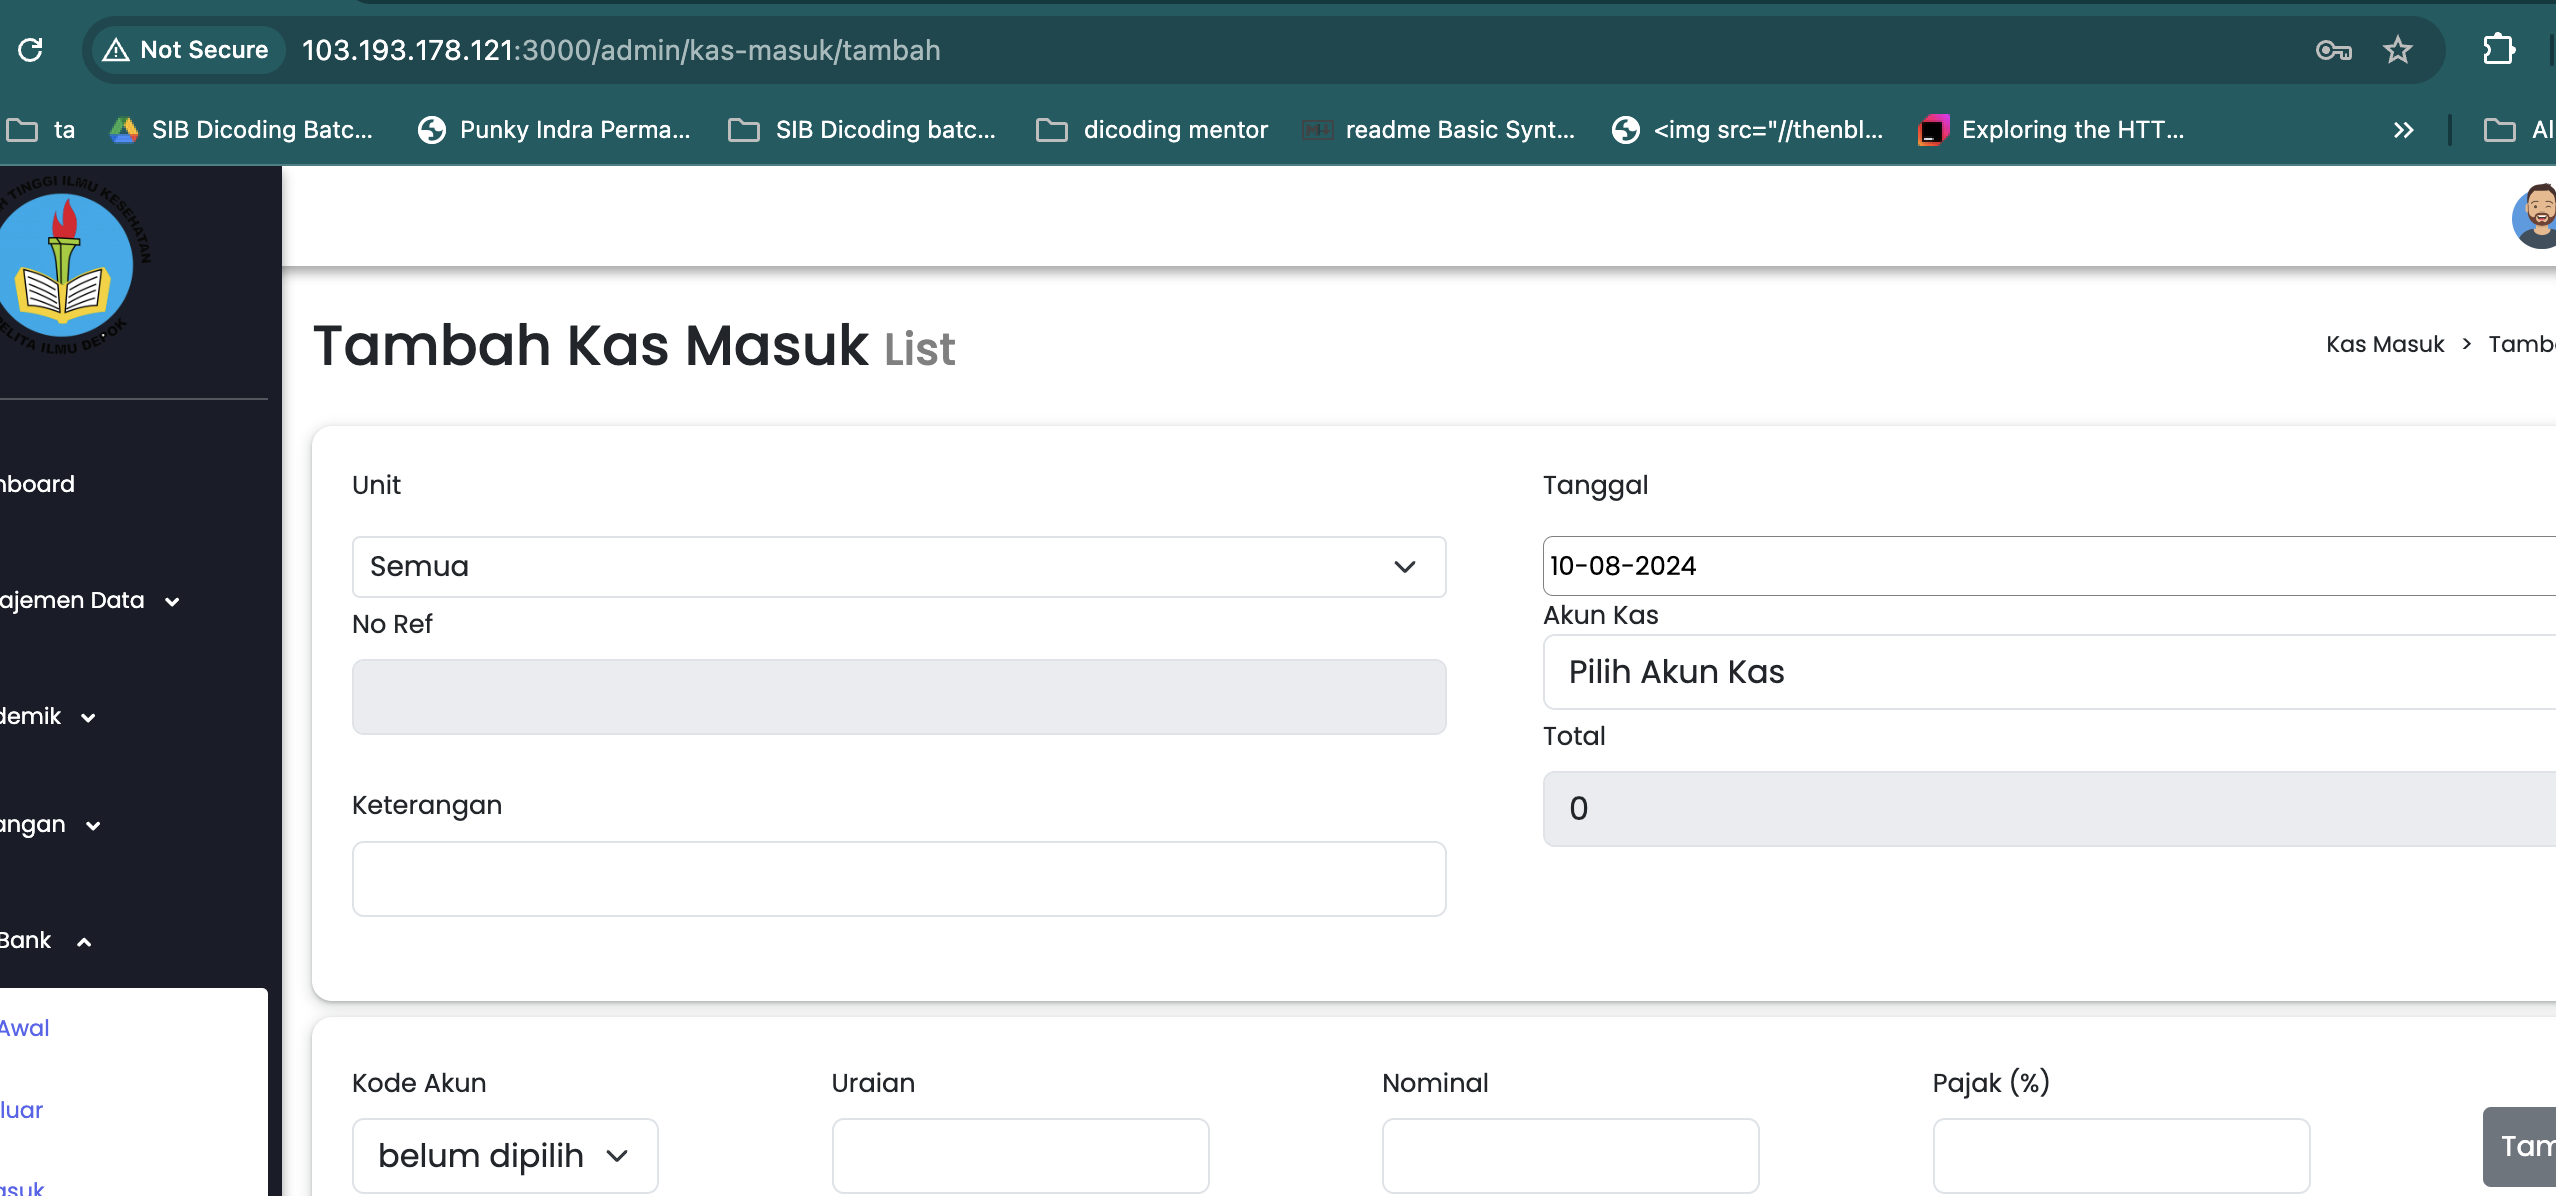 Not Secure 103.193.178.121:3000/admin/kas-masuk/tambah
ta SIB Dicoding Batc... Punky Indra Perma... SIB Dicoding batc... dicoding mentor readme Basic Synt... <img src="//thenbl... Exploring the HTT... Al
TINGGI ILMU KESEHATAN
ELITA ILMU DEPOK
Tambah Kas Masuk List
Kas Masuk > Tamb
nboard
ajemen Data
demik
angan
Bank
Awal
luar
asuk
Unit
Semua
No Ref
Keterangan
Tanggal
10-08-2024
Akun Kas
Pilih Akun Kas
Total
0
Kode Akun Uraian Nominal Pajak (%)
belum dipilih
Tam